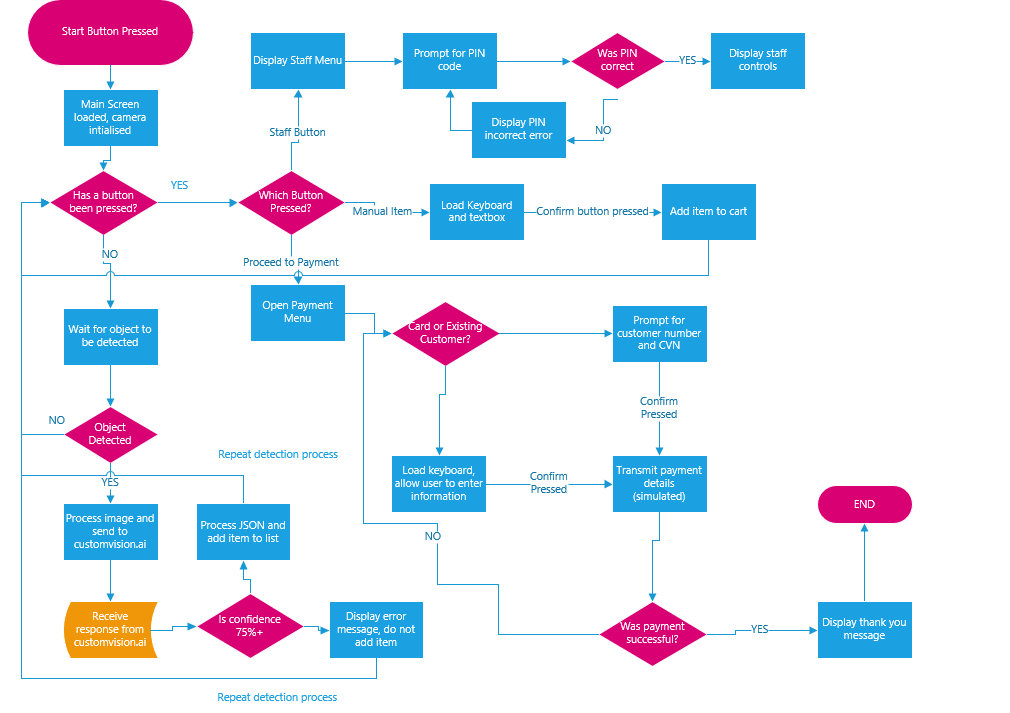 Start Button Pressed
Main Screen
loaded, camera
intialised
Has a button
been pressed?
YES
NO
Which Button
Pressed?
Staff Button
Display Staff Menu
Prompt for PIN
code
Was PIN
correct
YES
Display staff
controls
NO
Display PIN
incorrect error
Manual Item
Load Keyboard
and textbox
Confirm button pressed
Add item to cart
Proceed to Payment
Open Payment
Menu
Card or Existing
Customer?
Prompt for
customer number
and CVN
Confirm
Pressed
Load keyboard,
allow user to enter
information
Confirm
Pressed
Transmit payment
details
(simulated)
Was payment
successful?
NO
YES
Display thank you
message
END
Wait for object to
be detected
Object
Detected
NO
YES
Repeat detection process
Process image and
send to
customvision.ai
Receive
response from
customvision.ai
Is confidence
75%+
Process JSON and
add item to list
Display error
message, do not
add item
Repeat detection process